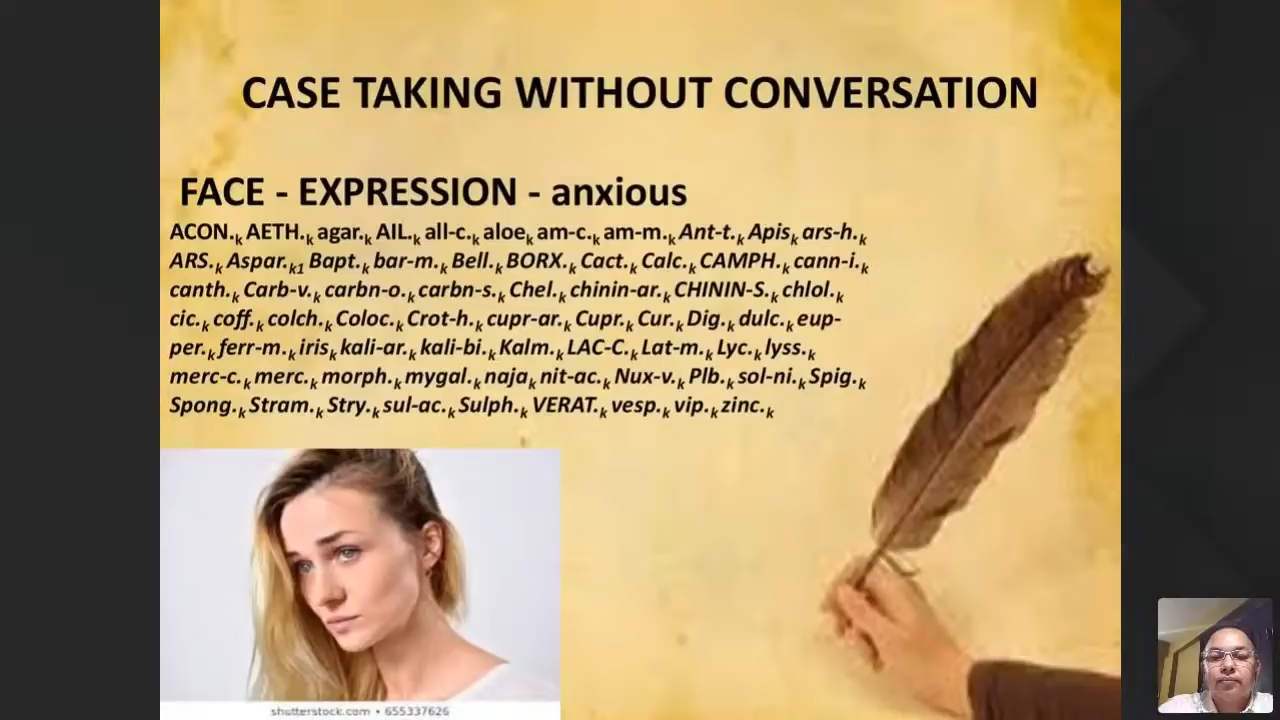 CASE TAKING WITHOUT CONVERSATION
FACE - EXPRESSION - anxious
ACON.k AETH.k agar.k AIL.k all-c.k aloek am-c.k am-m.k Ant-t.k Apisk ars-h.k
ARS.k Aspar.k1 Bapt.k bar-m.k Bell.k BORX.k Cact.k Calc.k CAMPH.k cann-i.k
canth.k Carb-v.k carbn-o.k carbn-s.k Chel.k chinin-ar.k CHININ-S.k chlol.k
cic.k coff.k colch.k Coloc.k Crot-h.k cupr-ar.k Cupr.k Cur.k Dig.k dulc.k eup-
per.k ferr-m.k irisk kali-ar.k kali-bi.k Kalm.k LAC-C.k Lat-m.k Lyc.k lyss.k
merc-c.k merc.k morph.k mygal.k najak nit-ac.k Nux-v.k Plb.k sol-ni.k Spig.k
Spong.k Stram.k Stry.k sul-ac.k Sulph.k VERAT.k vesp.k vip.k zinc.k
shutterstock.com • 655337626